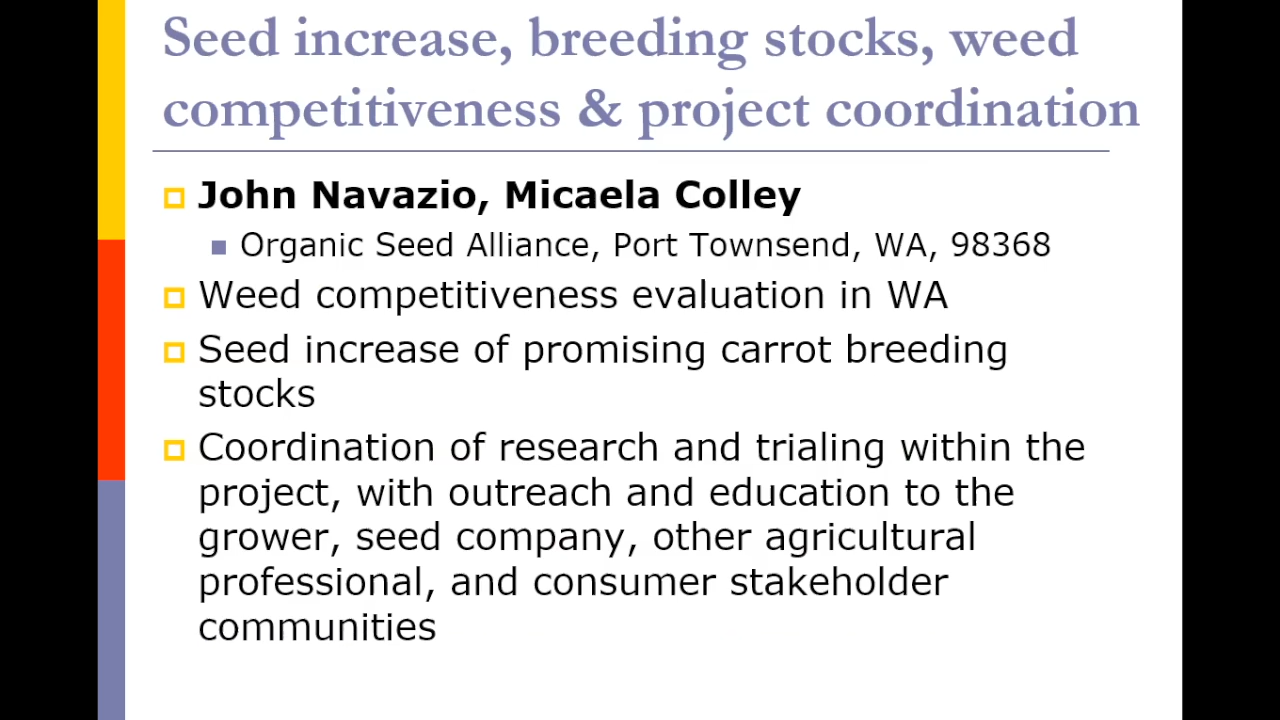 Seed increase, breeding stocks, weed
competitiveness & project coordination
John Navazio, Micaela Colley
Organic Seed Alliance, Port Townsend, WA, 98368
Weed competitiveness evaluation in WA
Seed increase of promising carrot breeding
stocks
Coordination of research and trialing within the
project, with outreach and education to the
grower, seed company, other agricultural
professional, and consumer stakeholder
communities